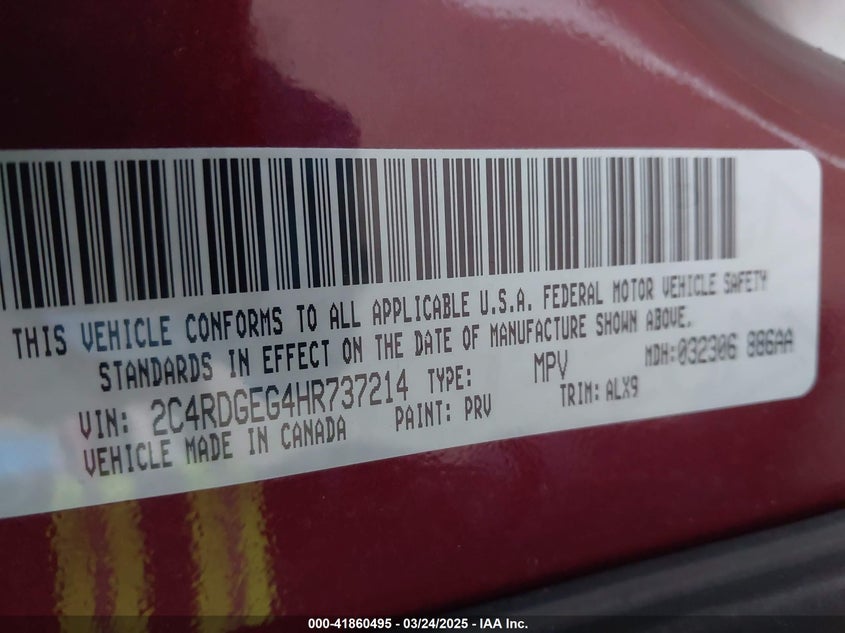 THIS VEHICLE CONFORMS TO ALL APPLICABLE U.S.A. FEDERAL MOTOR VEHICLE SAFETY
STANDARDS IN EFFECT ON THE DATE OF MANUFACTURE SHOWN ABOVE.
VIN: 2C4RDGEG4HR737214 TYPE: MPV MDH:032306 886AA
VEHICLE MADE IN CANADA PAINT: PRV TRIM: ALX9
000-41860495 - 03/24/2025 - IAA Inc.